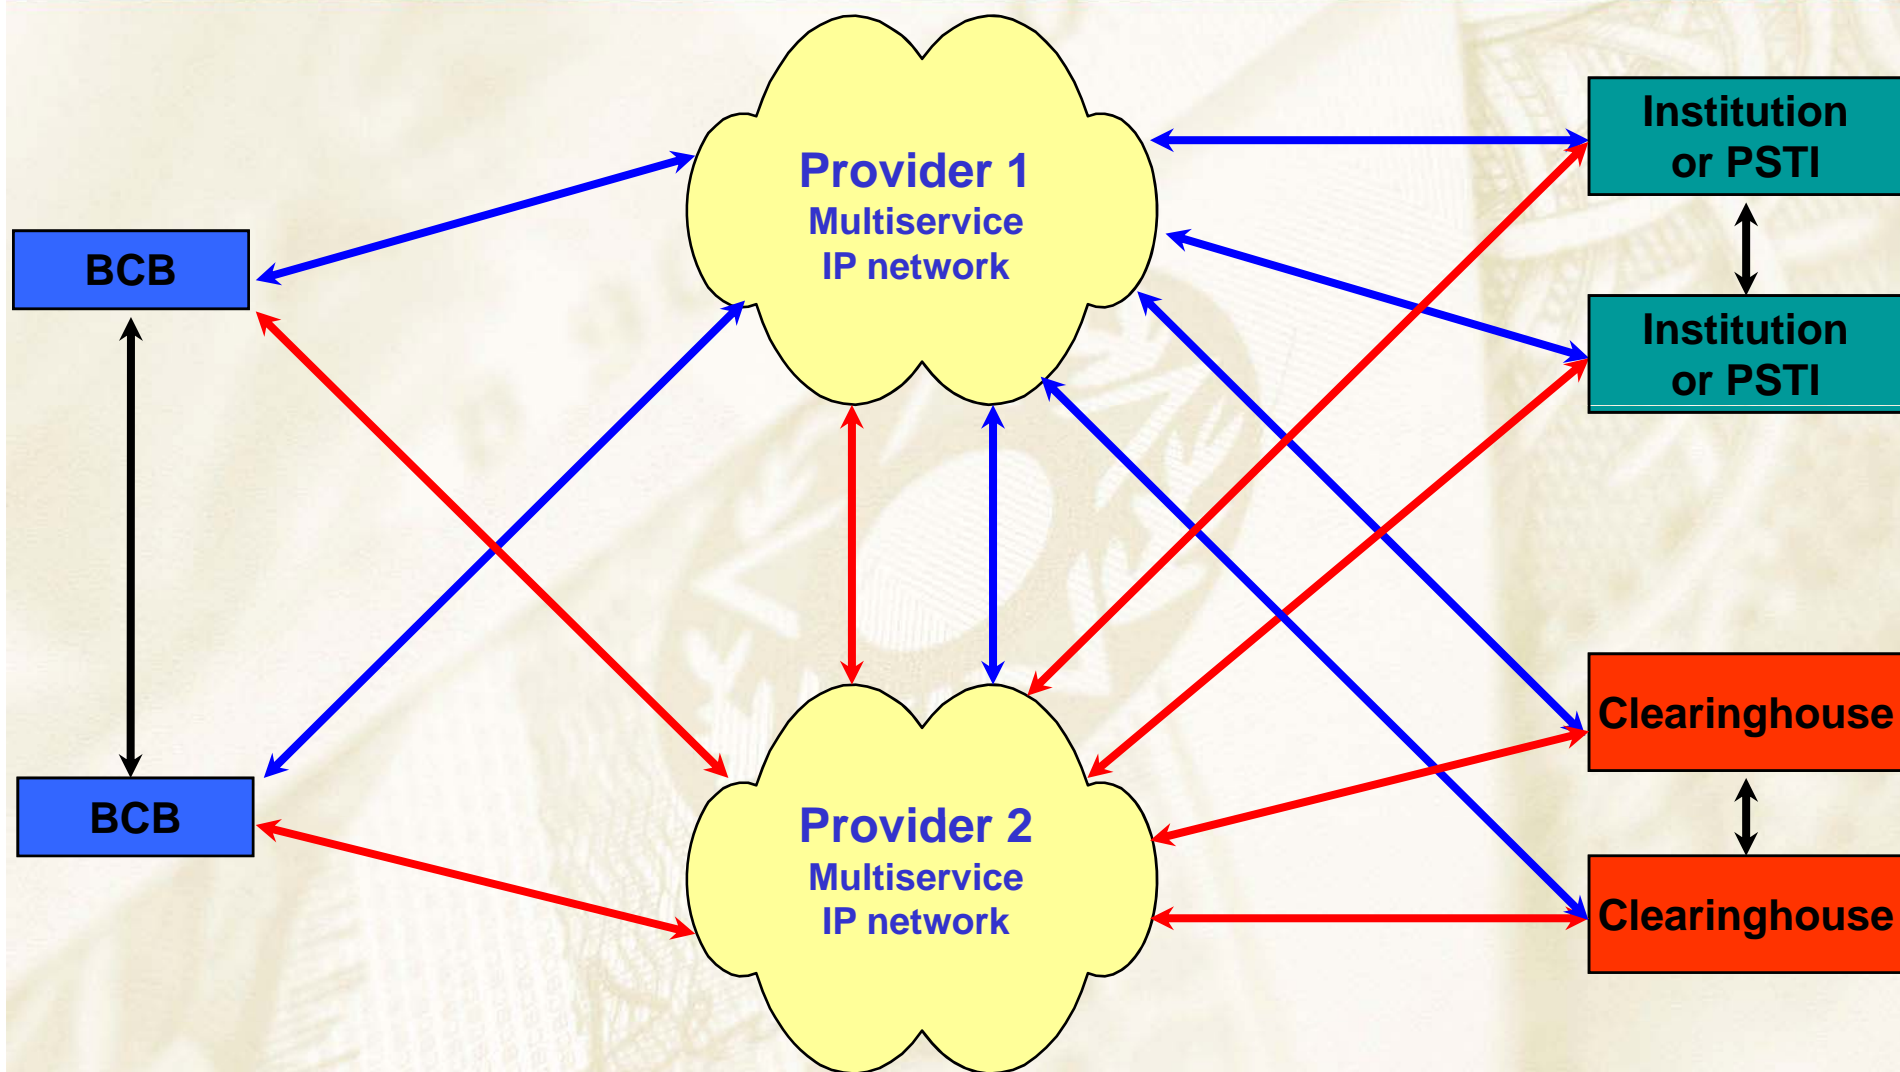 Provider 1
Multiservice
IP network
Institution
or PSTI
BCB
Institution
or PSTI
Clearinghouse
BCB
Provider 2
Multiservice
IP network
Clearinghouse